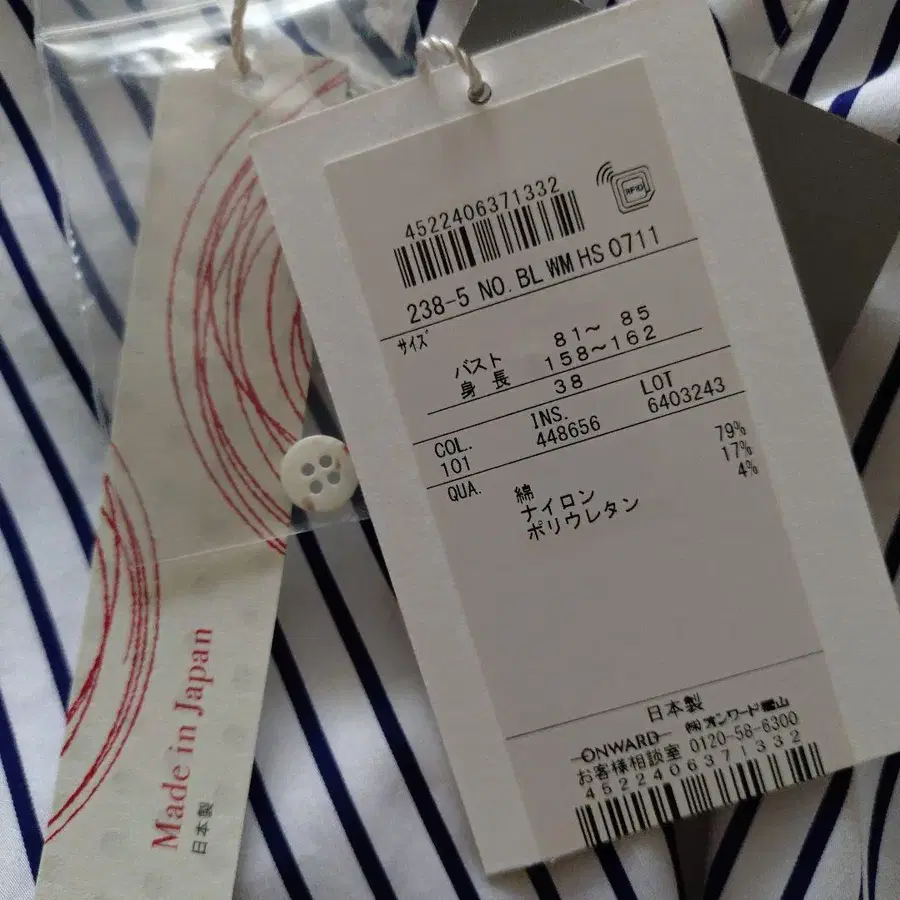 4522406371332
RFID
238-5 NO. BL WM HS 0711
サイズ
バスト 81～ 85
身長 158～162
38
COL. INS. LOT
101 448656 6403243
QUA. 綿 79%
ナイロン 17%
ポリウレタン 4%
日本製
ONWARD ㈱オンワード樫山
お客様相談室 0120-58-6300
4522406371332
Made in Japan
日本製